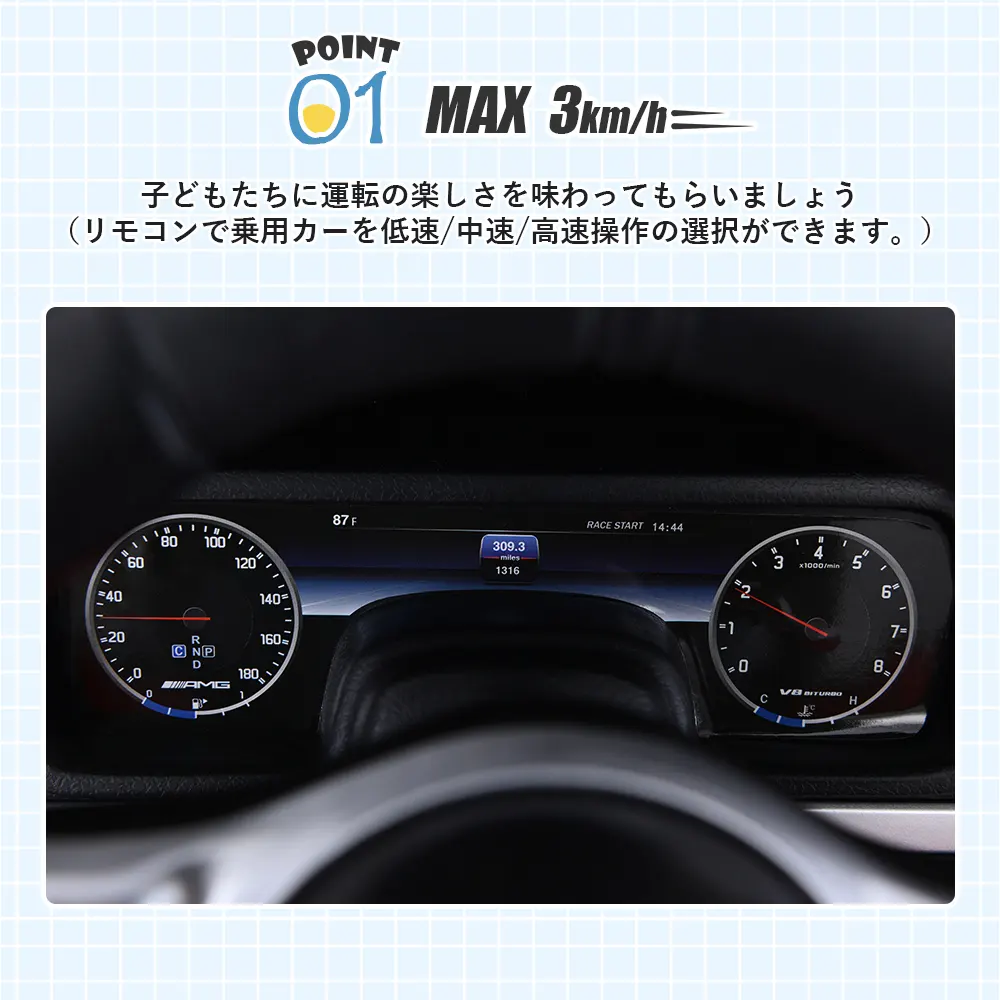 POINT
01
MAX 3km/h
子どもたちに運転の楽しさを味わってもらいましょう
（リモコンで乗用カーを低速/中速/高速操作の選択ができます。）
87 F
RACE START 14:44
309.3
miles
1316
0 20 40 60 80 100 120 140 160 180
R
C N P
D
AMG
0 1
0 1 2 3 4 5 6 7 8
x1000/min
V8 BITURBO
C H
°C